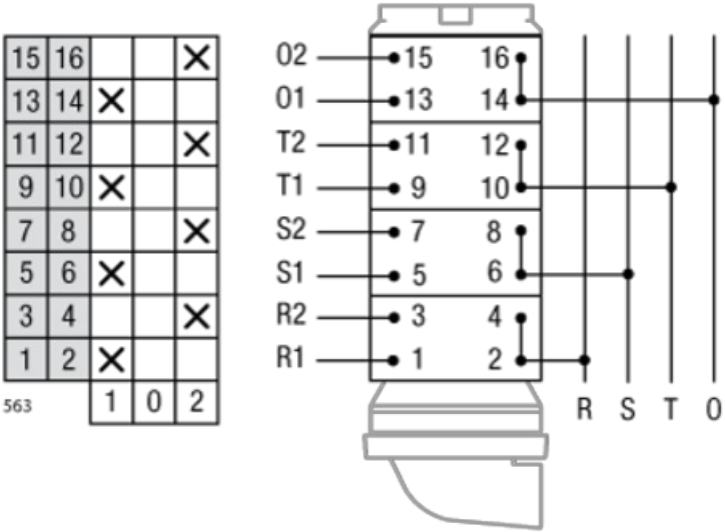 15 16
13 14 X
11 12 X
9 10 X
7 8 X
5 6 X
3 4 X
1 2 X
563 1 0 2
O2 15 16
O1 13 14
T2 11 12
T1 9 10
S2 7 8
S1 5 6
R2 3 4
R1 1 2
R S T O